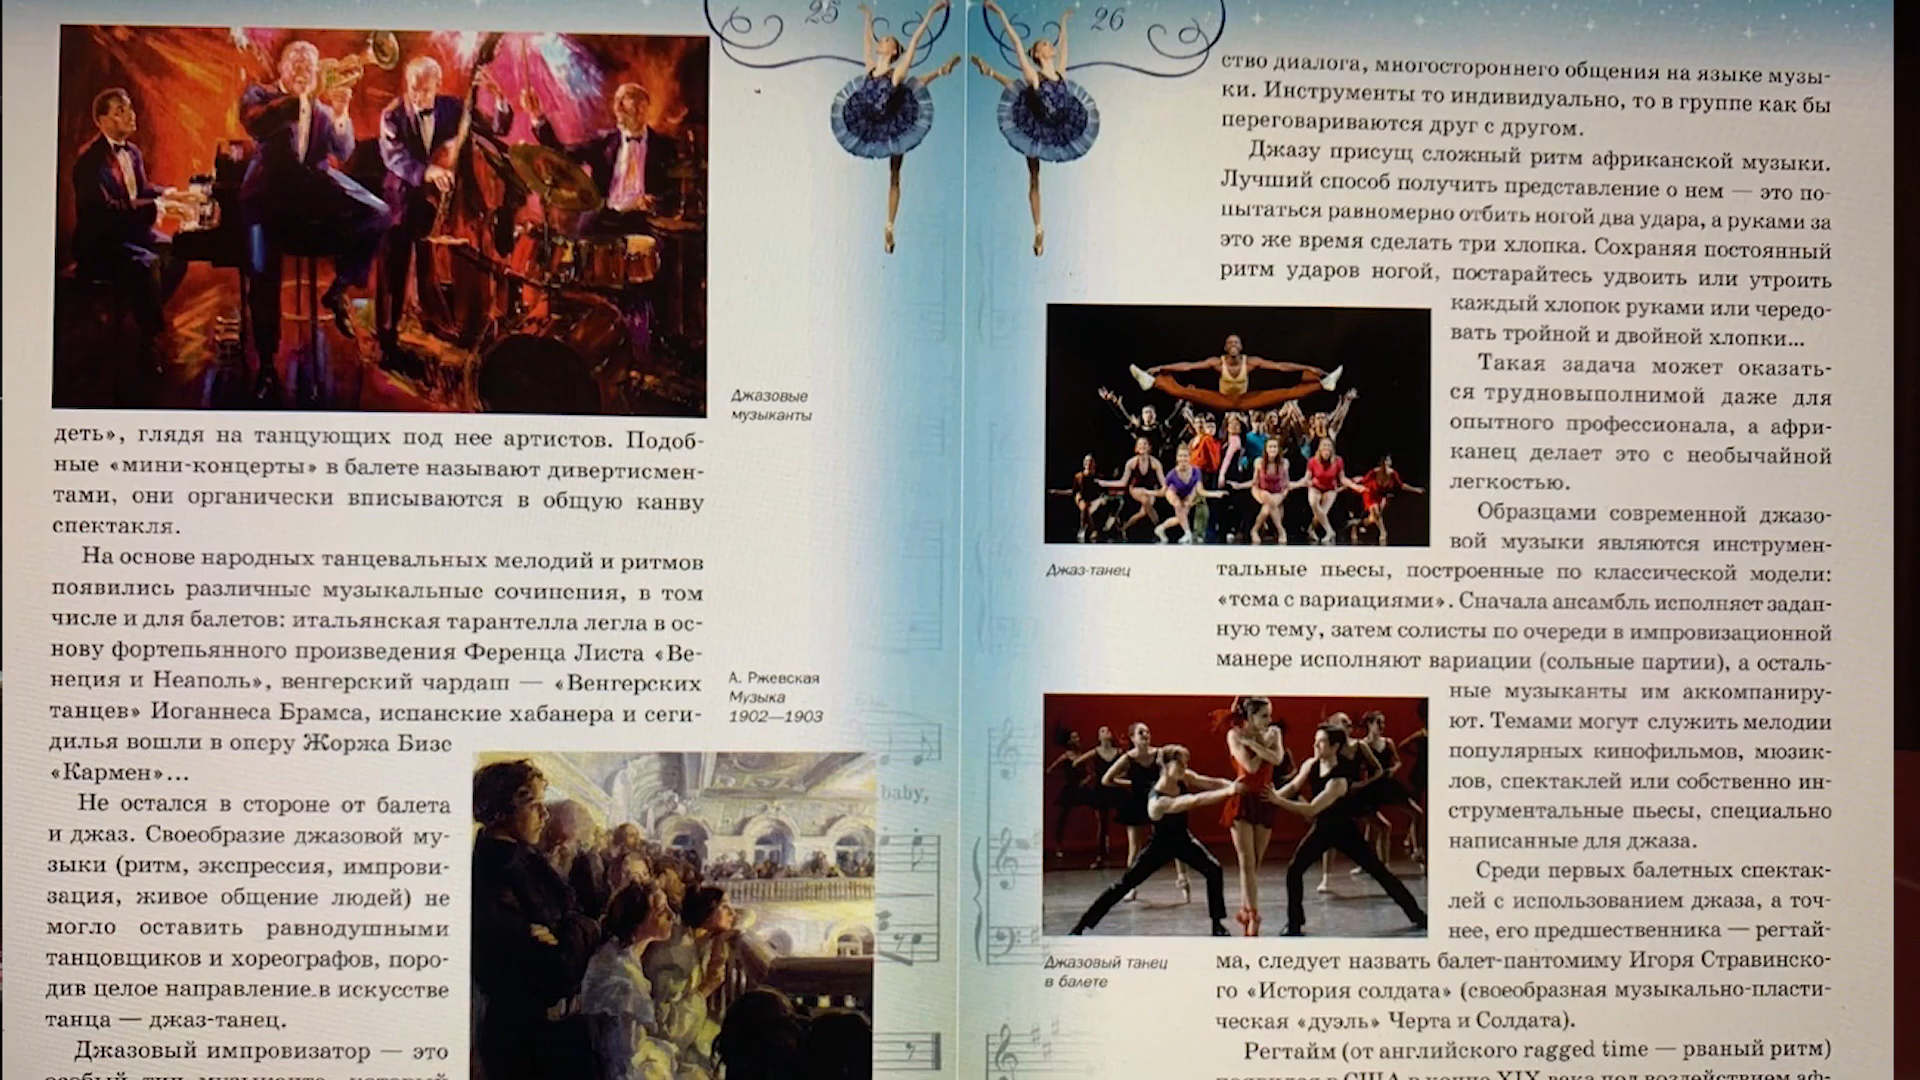 25
Джазовые
музыканты
деть», глядя на танцующих под нее артистов. Подоб-
ные «мини-концерты» в балете называют дивертисмен-
тами, они органически вписываются в общую канву
спектакля.
На основе народных танцевальных мелодий и ритмов
появились различные музыкальные сочинения, в том
числе и для балетов: итальянская тарантелла легла в ос-
нову фортепьянного произведения Ференца Листа «Ве-
неция и Неаполь», венгерский чардаш — «Венгерских
танцев» Иоганнеса Брамса, испанские хабанера и сеги-
дилья вошли в оперу Жоржа Бизе
«Кармен»...
А. Ржевская
Музыка
1902—1903
Не остался в стороне от балета
и джаз. Своеобразие джазовой му-
зыки (ритм, экспрессия, импрови-
зация, живое общение людей) не
могло оставить равнодушными
танцовщиков и хореографов, поро-
див целое направление в искусстве
танца — джаз-танец.
Джазовый импровизатор — это
особый тип музыканта, который
baby,
26
ство диалога, многостороннего общения на языке музы-
ки. Инструменты то индивидуально, то в группе как бы
переговариваются друг с другом.
Джазу присущ сложный ритм африканской музыки.
Лучший способ получить представление о нем — это по-
пытаться равномерно отбить ногой два удара, а руками за
это же время сделать три хлопка. Сохраняя постоянный
ритм ударов ногой, постарайтесь удвоить или утроить
каждый хлопок руками или чередо-
вать тройной и двойной хлопки...
Такая задача может оказать-
ся трудновыполнимой даже для
опытного профессионала, а афри-
канец делает это с необычайной
легкостью.
Образцами современной джазо-
вой музыки являются инструмен-
Джаз-танец
тальные пьесы, построенные по классической модели:
«тема с вариациями». Сначала ансамбль исполняет задан-
ную тему, затем солисты по очереди в импровизационной
манере исполняют вариации (сольные партии), а осталь-
ные музыканты им аккомпаниру-
ют. Темами могут служить мелодии
популярных кинофильмов, мюзик-
лов, спектаклей или собственно ин-
струментальные пьесы, специально
написанные для джаза.
Среди первых балетных спектак-
лей с использованием джаза, а точ-
нее, его предшественника — регтай-
Джазовый танец
в балете
ма, следует назвать балет-пантомиму Игоря Стравинско-
го «История солдата» (своеобразная музыкально-пласти-
ческая «дуэль» Черта и Солдата).
Регтайм (от английского ragged time — рваный ритм)
появился в США в конце XIX века под воздействием аф-